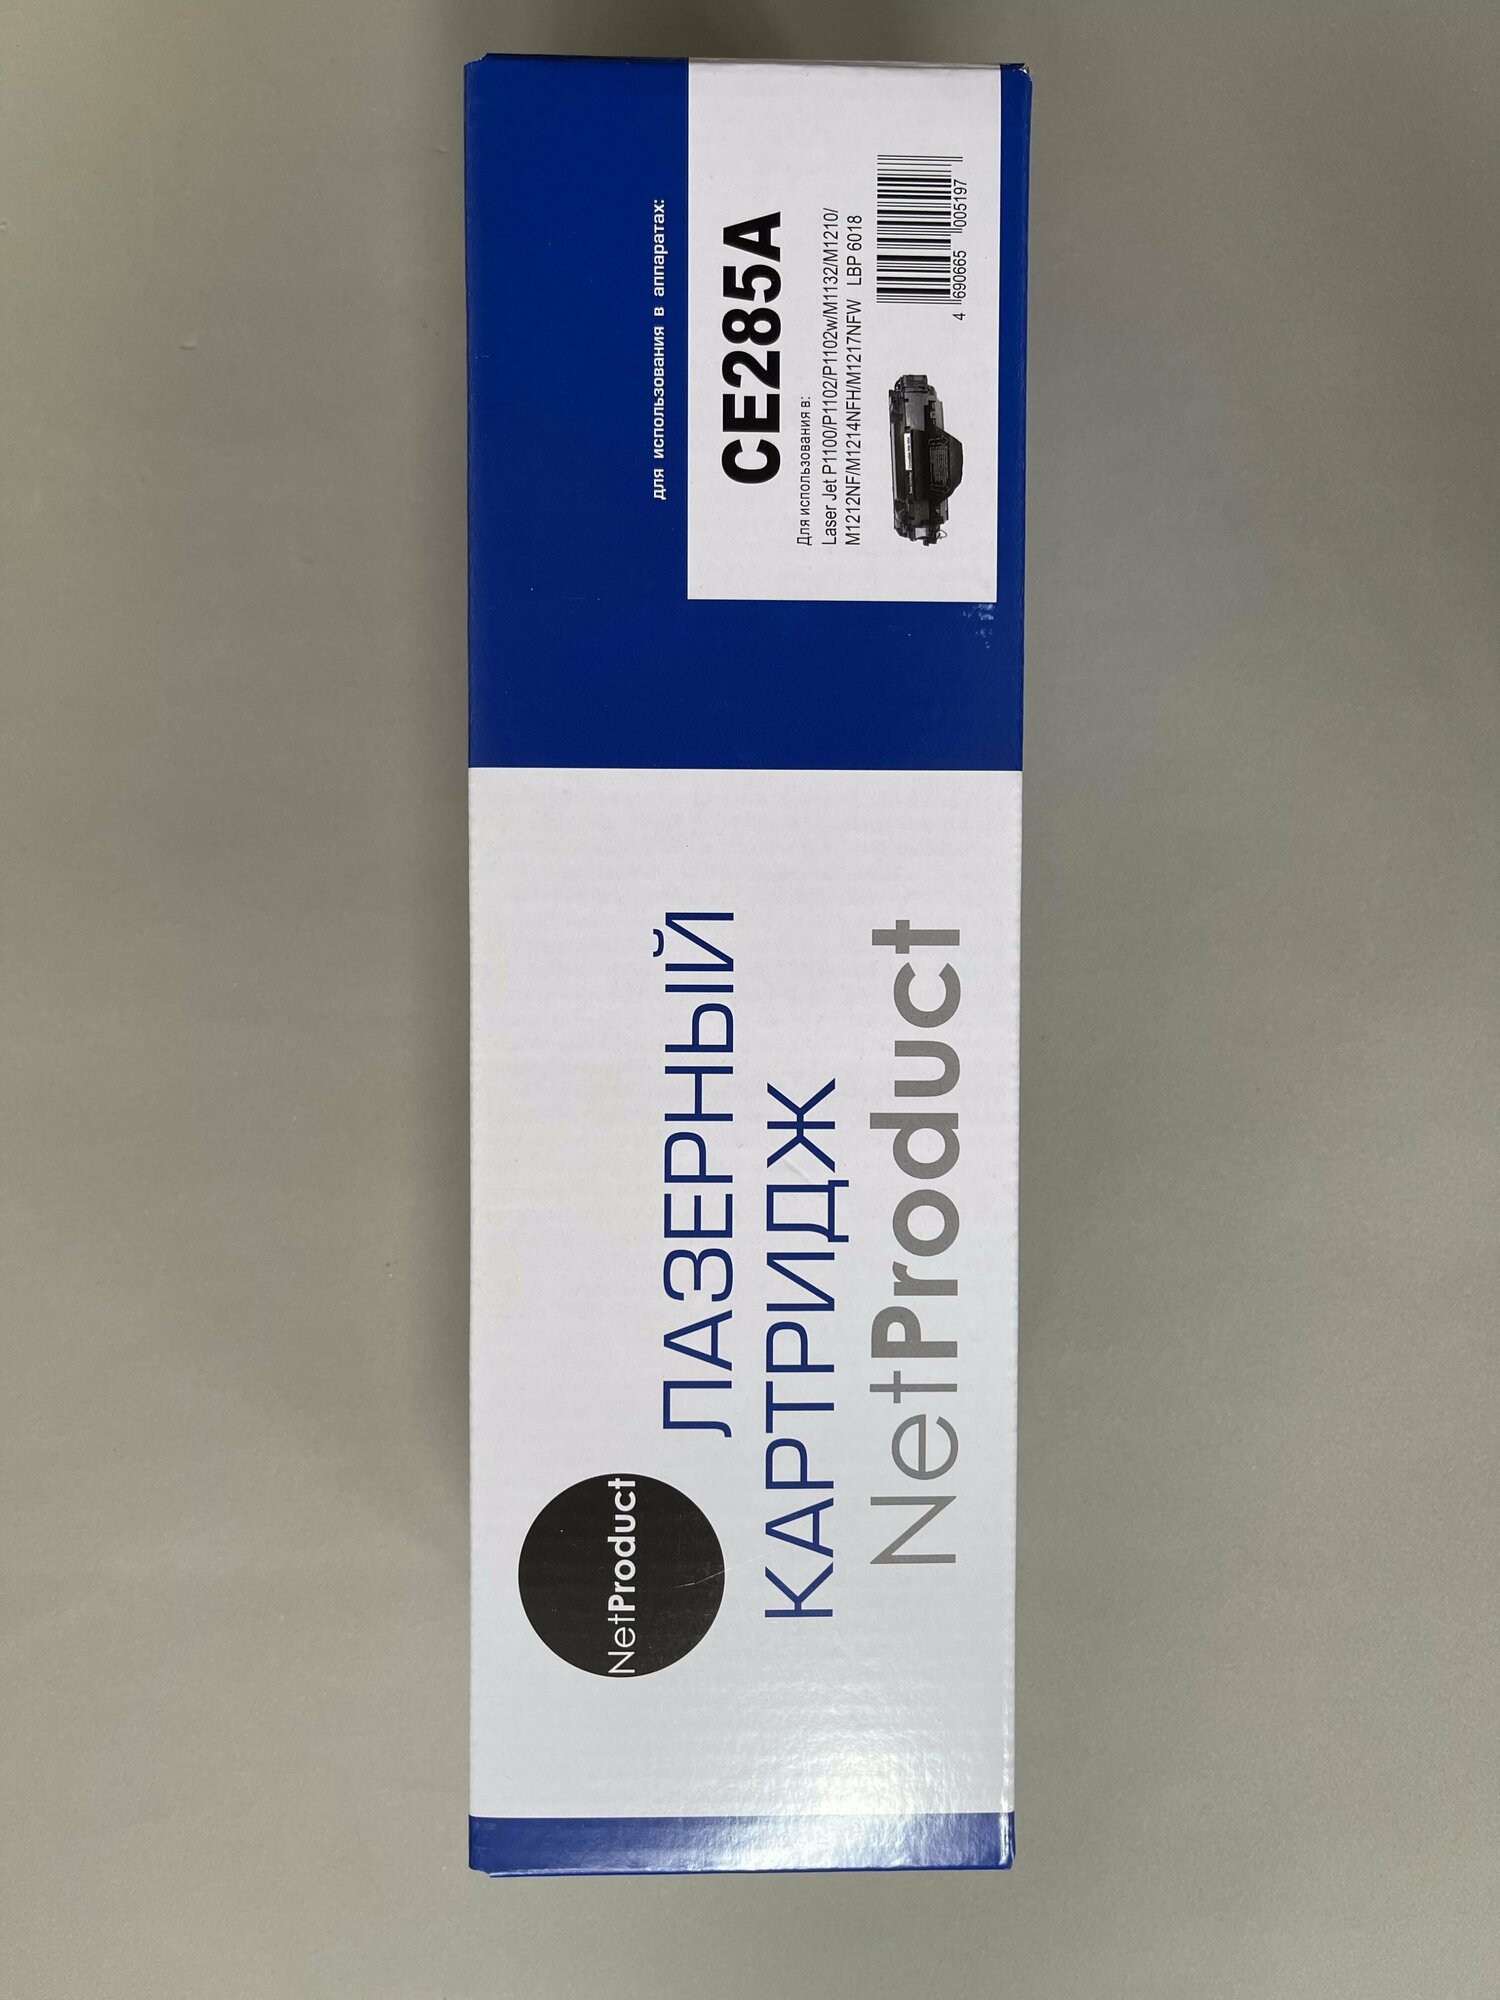 NetProduct
ЛАЗЕРНЫЙ
КАРТРИДЖ
NetProduct
для использования в аппаратах:
CE285A
Для использования в:
Laser Jet P1100/P1102/P1102w/M1132/M1210/
M1212NF/M1214NFH/M1217NFW LBP 6018
4 690665 005197